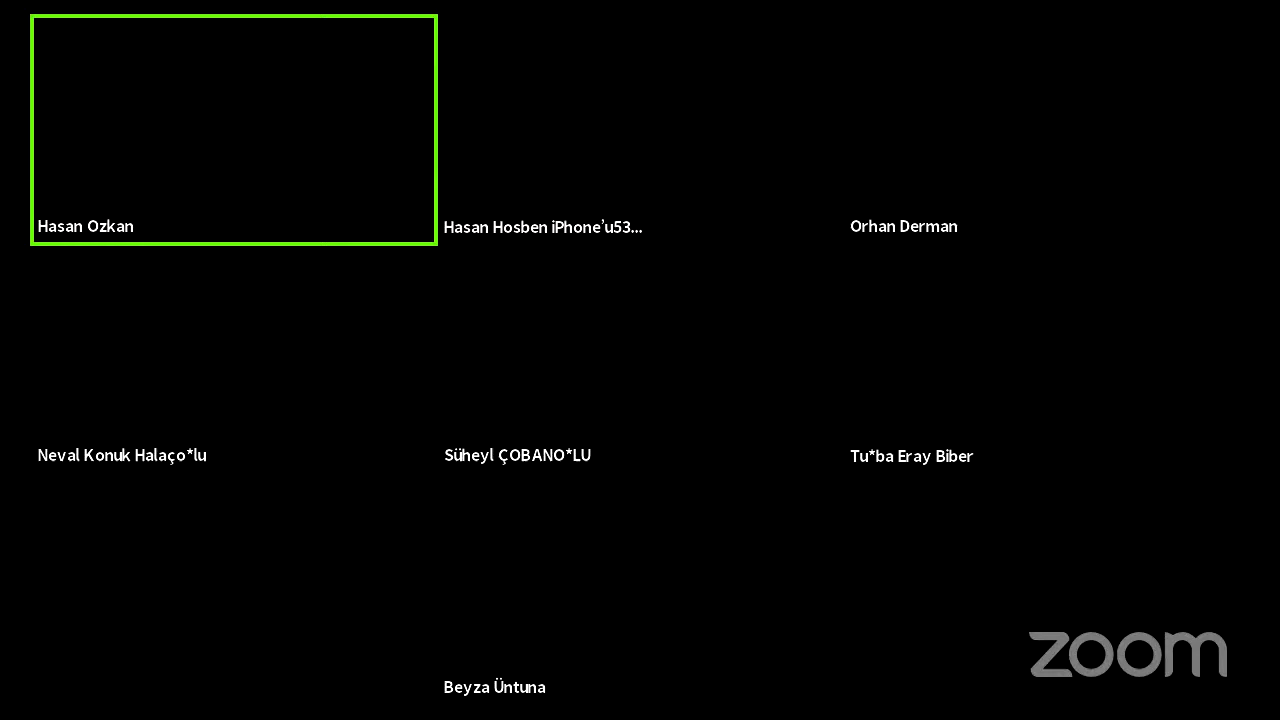 Hasan Ozkan
Hasan Hosben iPhone’u53...
Orhan Derman
Neval Konuk Halaço*lu
Süheyl ÇOBANO*LU
Tu*ba Eray Biber
Beyza Üntuna
zoom